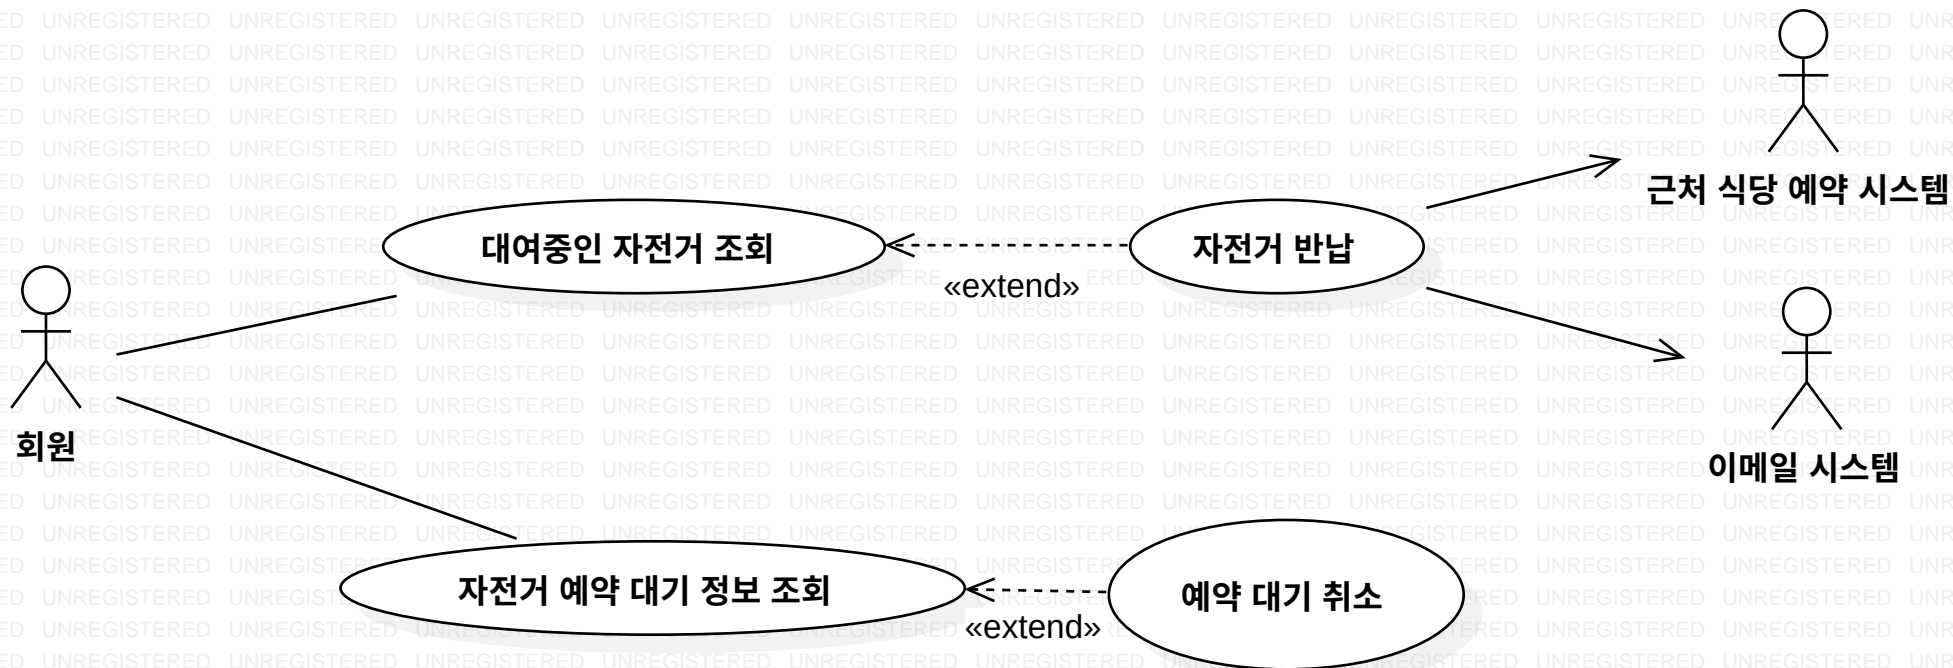 근처 식당 예약 시스템
대여중인 자전거 조회
자전거 반납
«extend»
회원
이메일 시스템
자전거 예약 대기 정보 조회
예약 대기 취소
«extend»
UNREGISTERED